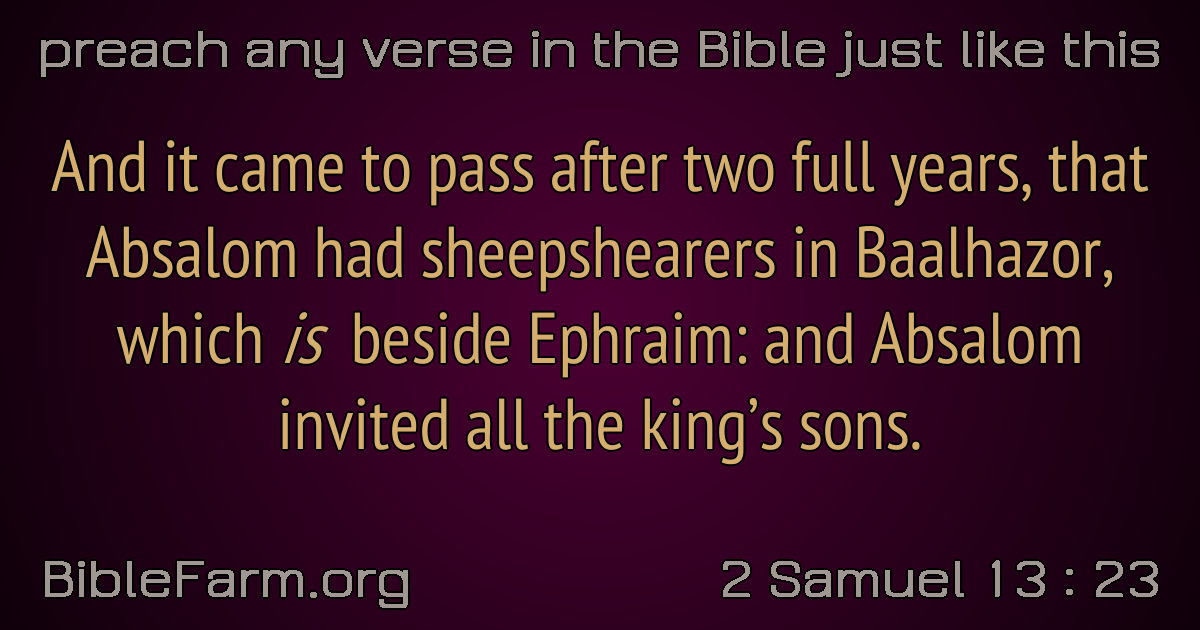 preach any verse in the Bible just like this
And it came to pass after two full years, that
Absalom had sheepshearers in Baalhazor,
which is beside Ephraim: and Absalom
invited all the king’s sons.
BibleFarm.org
2 Samuel 13 : 23